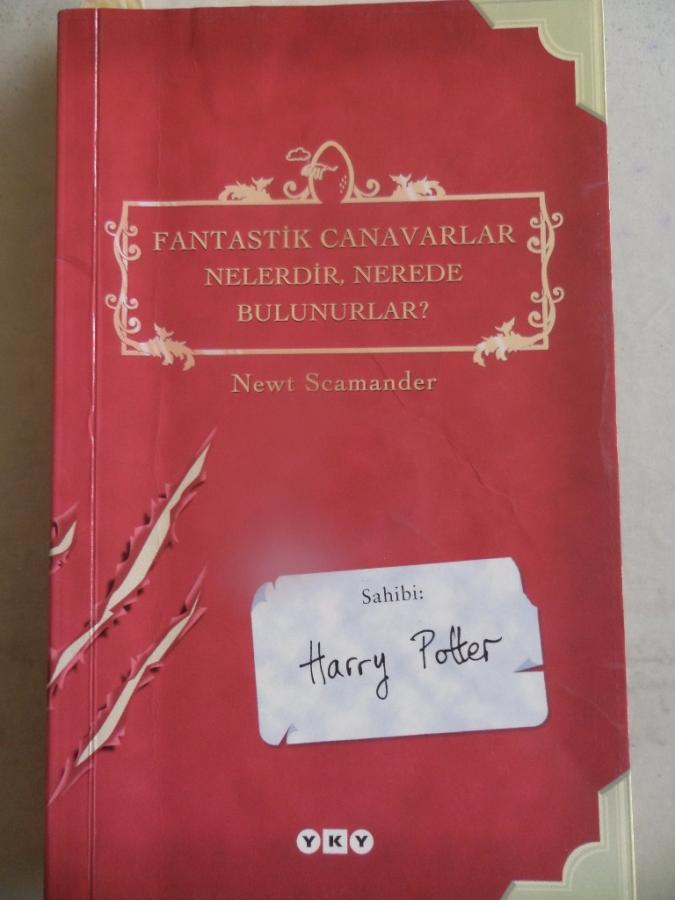 FANTASTİK CANAVARLAR
NELERDİR, NEREDE
BULUNURLAR?
Newt Scamander
Sahibi:
Harry Potter
YKY